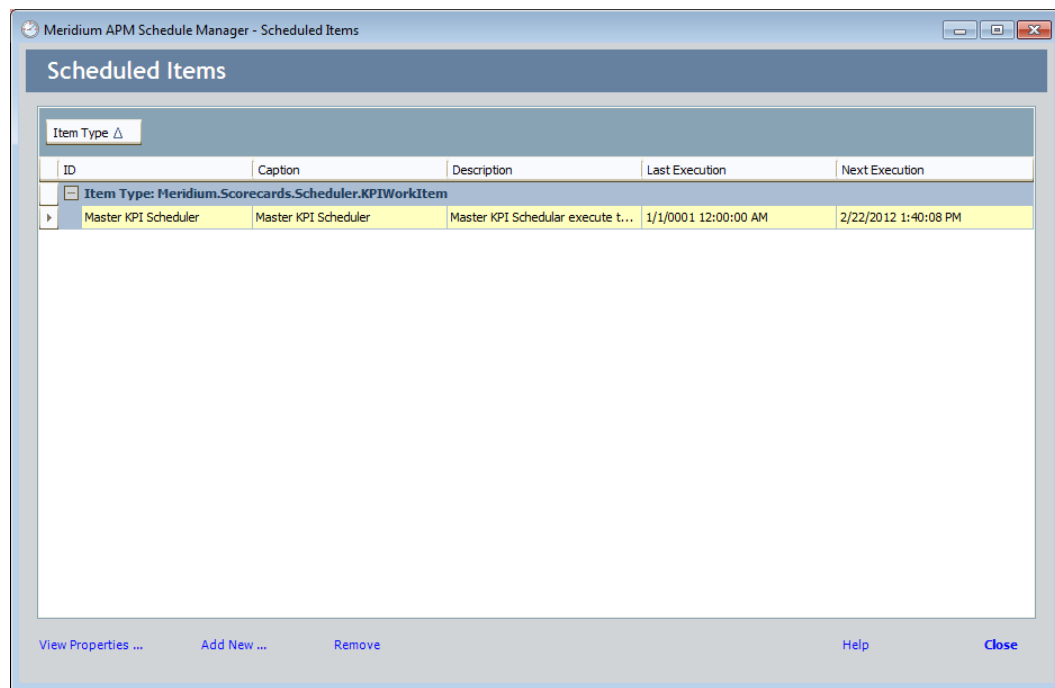 Meridium APM Schedule Manager - Scheduled Items
Scheduled Items
Item Type
ID Caption Description Last Execution Next Execution
Item Type: Meridium.Scorecards.Scheduler.KPIWorkItem
Master KPI Scheduler Master KPI Scheduler Master KPI Schedular execute t... 1/1/0001 12:00:00 AM 2/22/2012 1:40:08 PM
View Properties ... Add New ... Remove Help Close